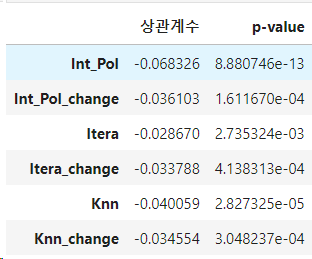 상관계수 p-value
Int_Pol -0.068326 8.880746e-13
Int_Pol_change -0.036103 1.611670e-04
Itera -0.028670 2.735324e-03
Itera_change -0.033788 4.138313e-04
Knn -0.040059 2.827325e-05
Knn_change -0.034554 3.048237e-04